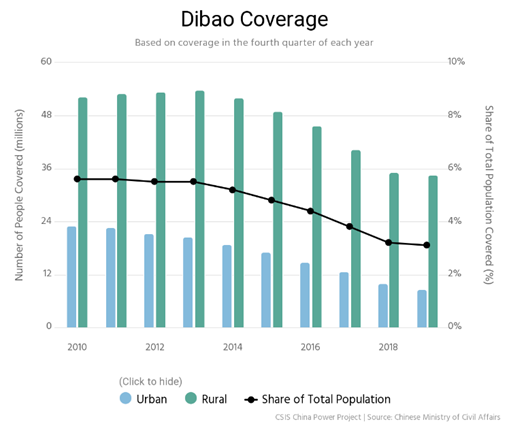 Dibao Coverage
Based on coverage in the fourth quarter of each year
Number of People Covered (millions)
60
48
36
24
12
0
10%
8%
6%
4%
2%
0%
Share of Total Population Covered (%)
2010 2012 2014 2016 2018
(Click to hide)
Urban Rural Share of Total Population
CSIS China Power Project | Source: Chinese Ministry of Civil Affairs